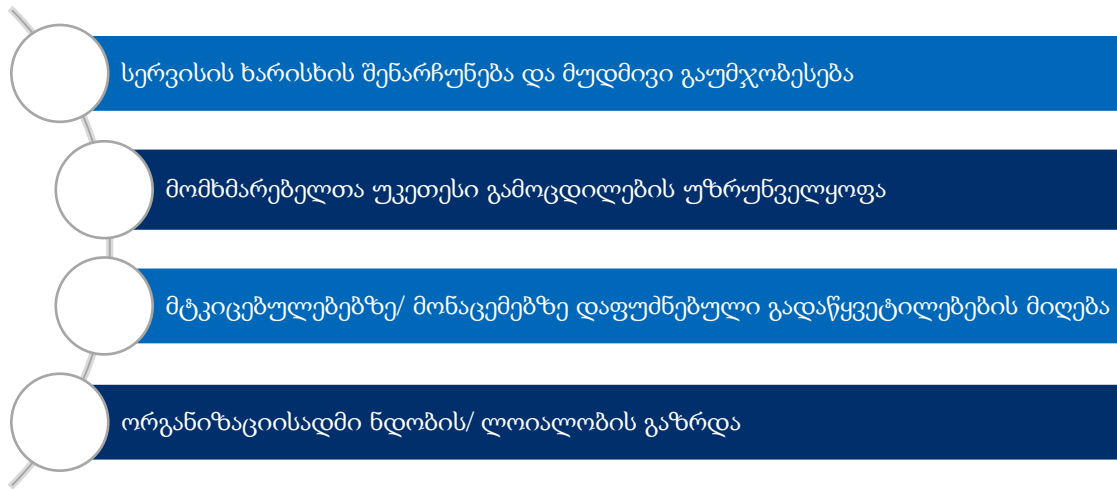 სერვისის ხარისხის შენარჩუნება და მუდმივი გაუმჯობესება
მომხმარებელთა უკეთესი გამოცდილების უზრუნველყოფა
მტკიცებულებებზე/ მონაცემებზე დაფუძნებული გადაწყვეტილებების მიღება
ორგანიზაციისადმი ნდობის/ ლოიალობის გაზრდა